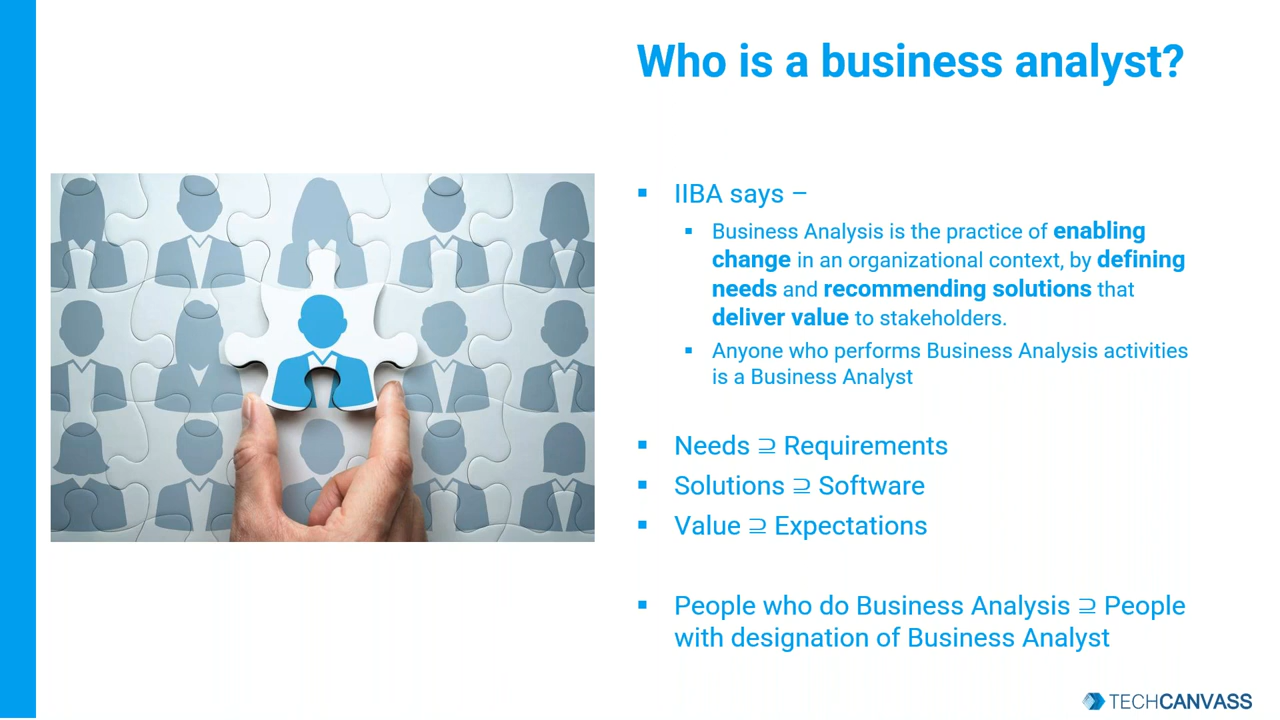 Who is a business analyst?
IIBA says –
Business Analysis is the practice of enabling
change in an organizational context, by defining
needs and recommending solutions that
deliver value to stakeholders.
Anyone who performs Business Analysis activities
is a Business Analyst
Needs ⊇ Requirements
Solutions ⊇ Software
Value ⊇ Expectations
People who do Business Analysis ⊇ People
with designation of Business Analyst
TECHCANVASS